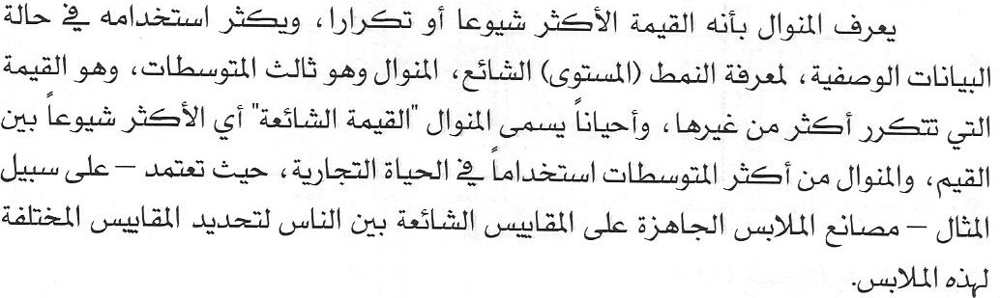 يعرف المنوال بأنه القيمة الأكثر شيوعا أو تكرارا، ويكثر استخدامه في حالة
البيانات الوصفية، لمعرفة النمط (المستوى) الشائع، المنوال وهو ثالث المتوسطات، وهو القيمة
التي تتكرر أكثر من غيرها، وأحياناً يسمى المنوال "القيمة الشائعة" أي الأكثر شيوعاً بين
القيم، والمنوال من أكثر المتوسطات استخداماً في الحياة التجارية، حيث تعتمد – على سبيل
المثال – مصانع الملابس الجاهزة على المقاييس الشائعة بين الناس لتحديد المقاييس المختلفة
لهذه الملابس.